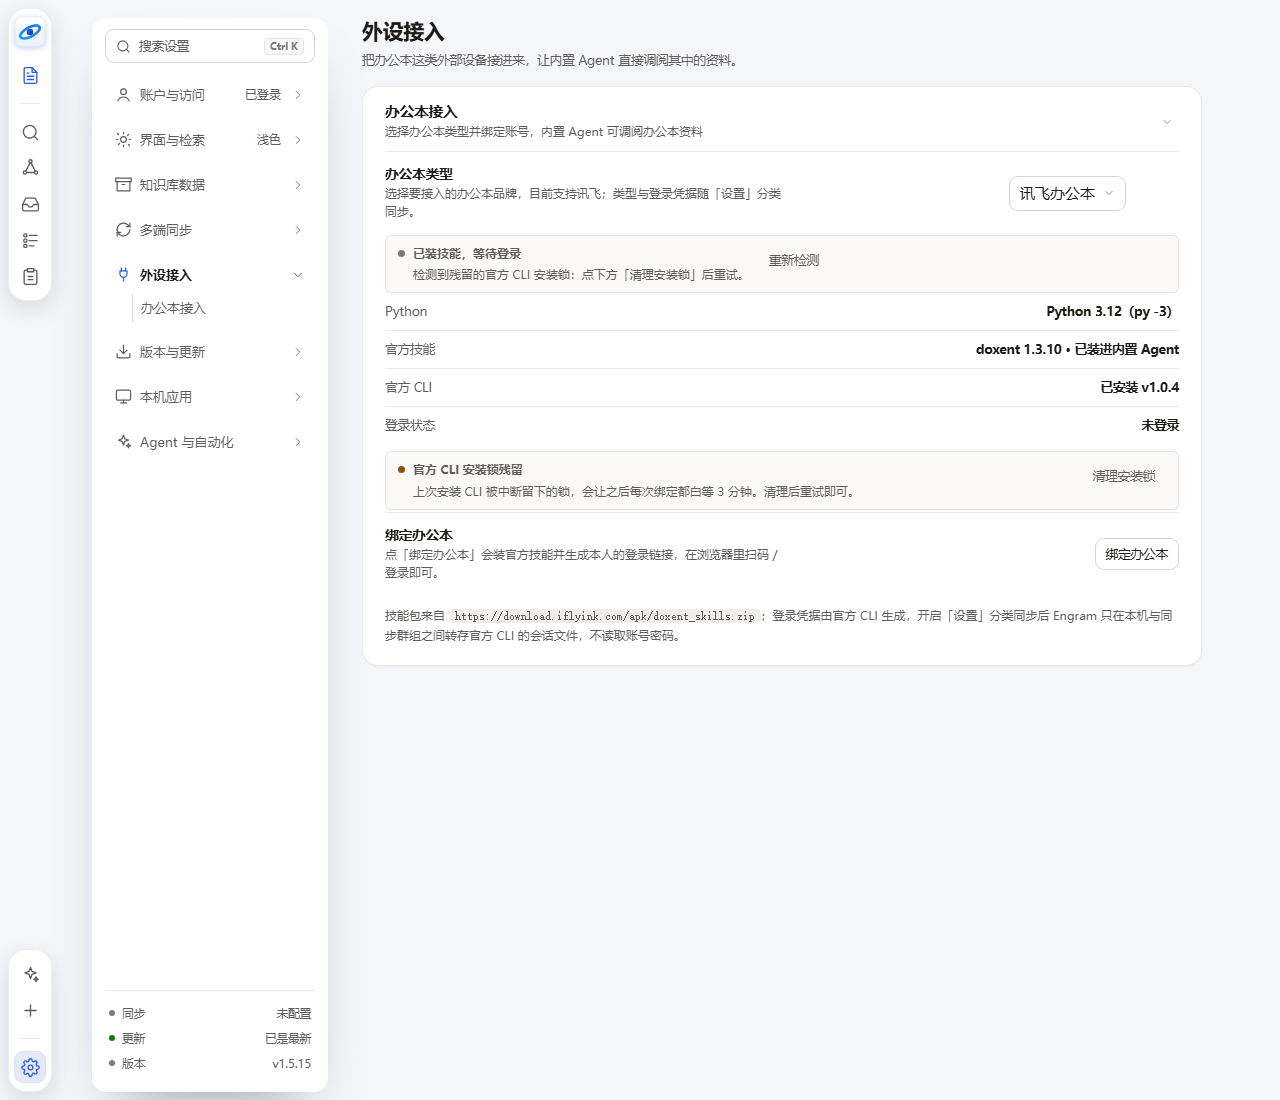 搜索设置 Ctrl K
账户与访问 已登录
界面与检索 浅色
知识库数据
多端同步
外设接入
办公本接入
版本与更新
本机应用
Agent 与自动化
同步 未配置
更新 已是最新
版本 v1.5.15
外设接入
把办公本这类外部设备接进来，让内置 Agent 直接调阅其中的资料。
办公本接入
选择办公本类型并绑定账号，内置 Agent 可调阅办公本资料
办公本类型
选择要接入的办公本品牌，目前支持讯飞；类型与登录凭据随「设置」分类
同步。
讯飞办公本
已装技能，等待登录
检测到残留的官方 CLI 安装锁：点下方「清理安装锁」后重试。
重新检测
Python Python 3.12（py -3）
官方技能 doxent 1.3.10 • 已装进内置 Agent
官方 CLI 已安装 v1.0.4
登录状态 未登录
官方 CLI 安装锁残留
上次安装 CLI 被中断留下的锁，会让之后每次绑定都白等 3 分钟。清理后重试即可。
清理安装锁
绑定办公本
点「绑定办公本」会装官方技能并生成本人的登录链接，在浏览器里扫码 /
登录即可。
绑定办公本
技能包来自 https://download.iflyink.com/apk/doxent_skills.zip；登录凭据由官方 CLI 生成，开启「设置」分类同步后 Engram 只在本机与同
步群组之间转存官方 CLI 的会话文件，不读取账号密码。